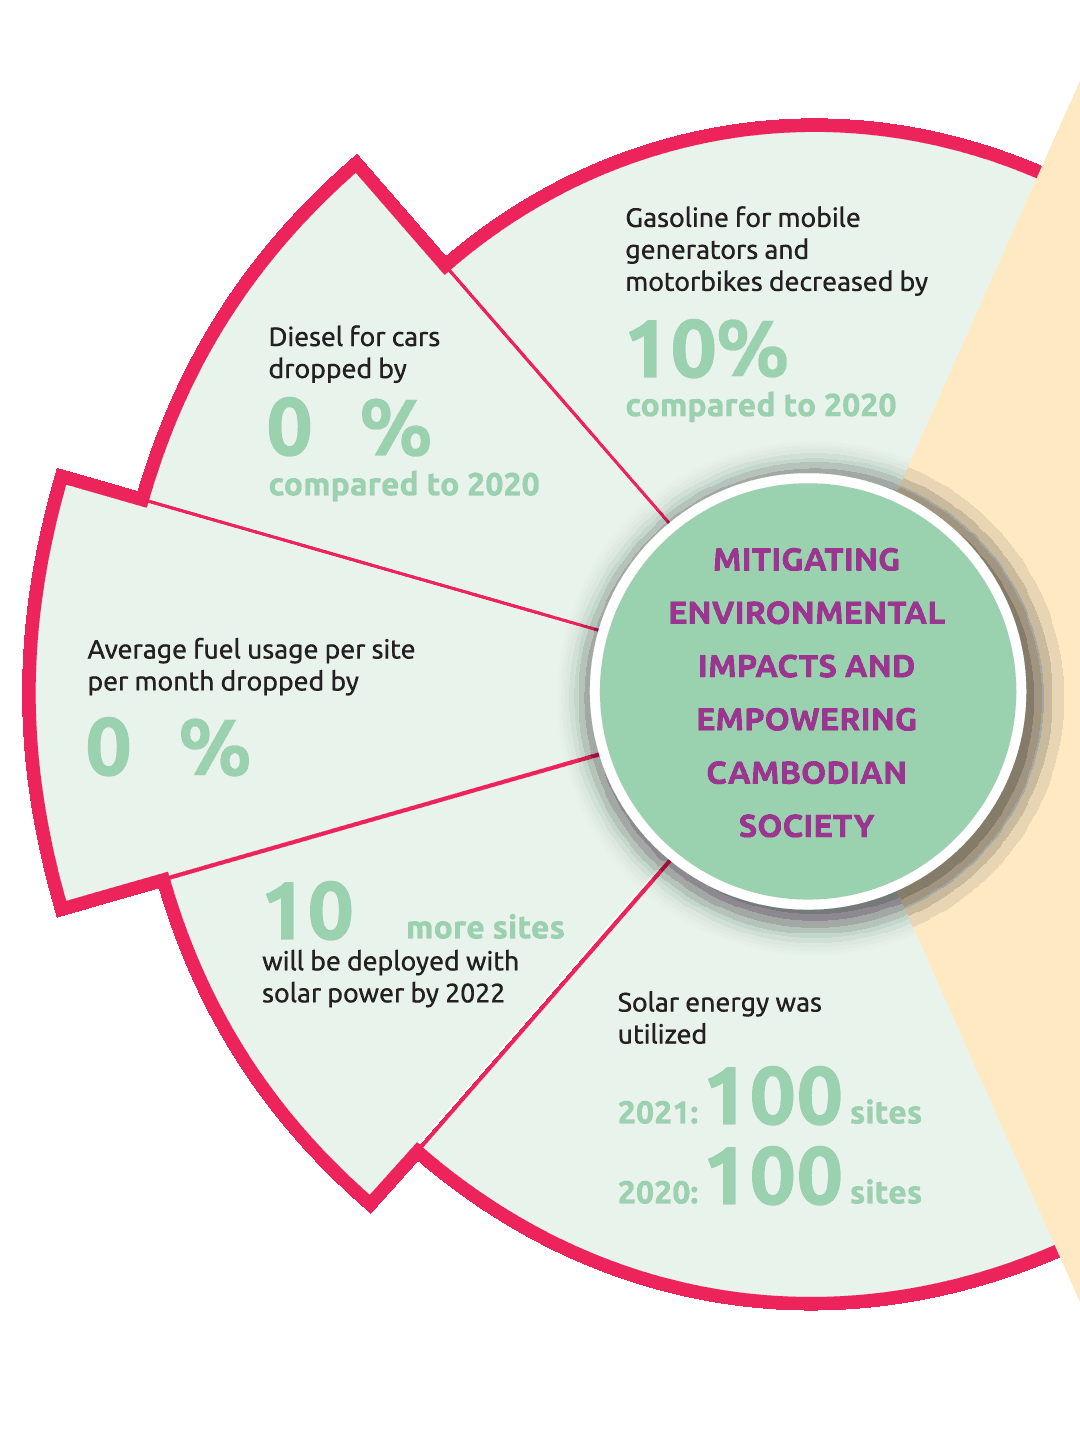 Gasoline for mobile
generators and
motorbikes decreased by
10%
compared to 2020
Diesel for cars
dropped by
0 %
compared to 2020
Average fuel usage per site
per month dropped by
0 %
10 more sites
will be deployed with
solar power by 2022
Solar energy was
utilized
2021: 100 sites
2020: 100 sites
MITIGATING
ENVIRONMENTAL
IMPACTS AND
EMPOWERING
CAMBODIAN
SOCIETY